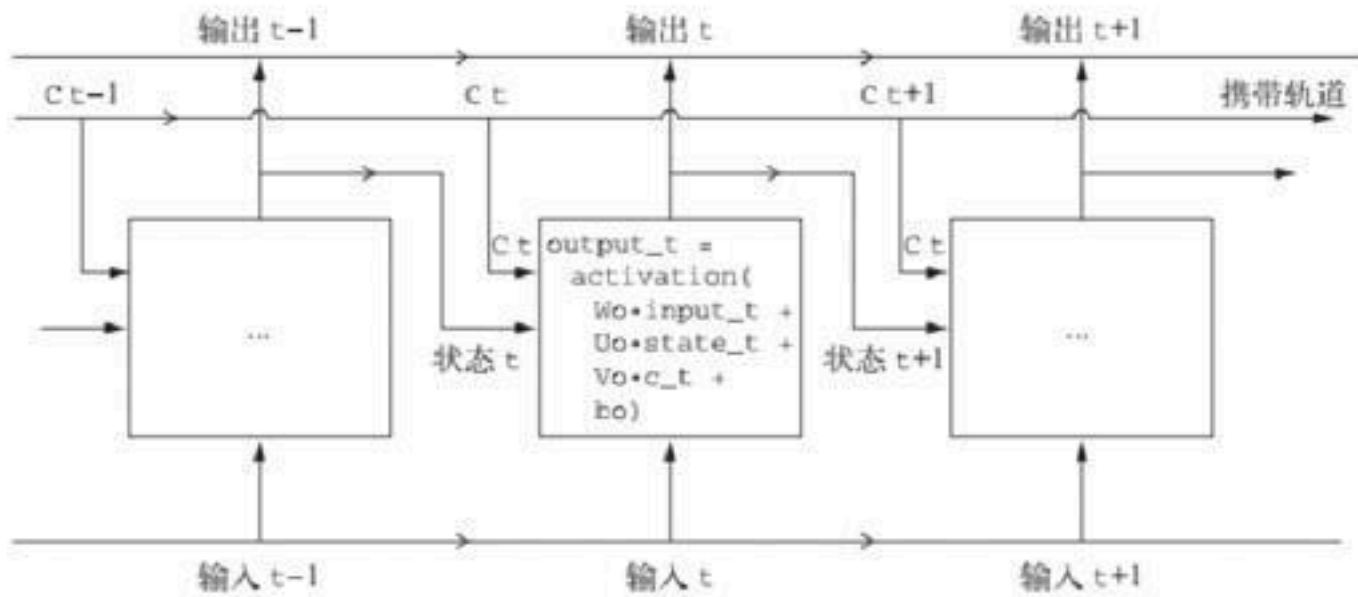 输出 t-1
输出 t
输出 t+1
C t-1
C t
C t+1
携带轨道
C t
output_t =
activation(
Wo•input_t +
Uo•state_t +
Vo•c_t +
bo)
C t
...
...
状态 t
状态 t+1
输入 t-1
输入 t
输入 t+1